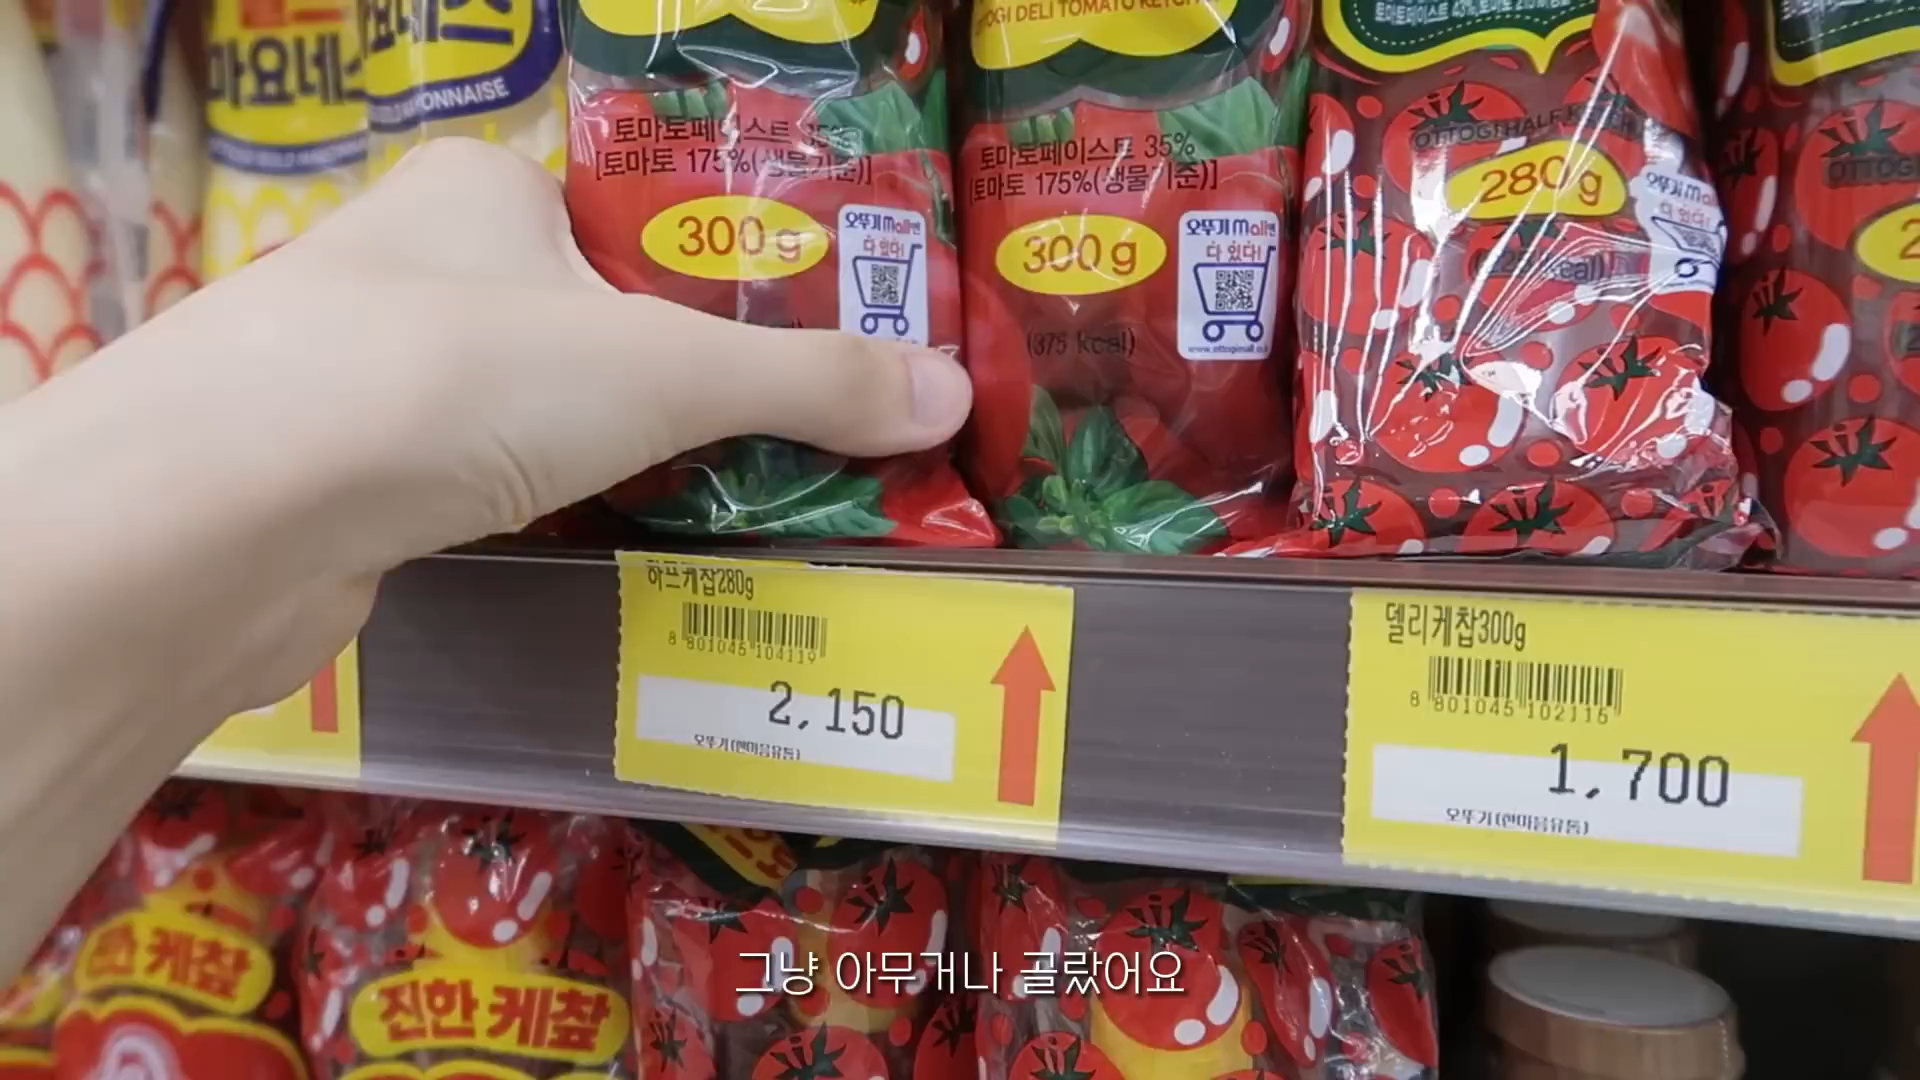 마요네즈
MAYONNAISE
OTTOGI DELI TOMATO KETCHUP
토마토페이스트 35%
[토마토 175%(생물기준)]
300g
오뚜기 Mall엔
다 있다!
토마토페이스트 35%
[토마토 175%(생물기준)]
300g
(375 kcal)
오뚜기 Mall엔
다 있다!
OTTOGI HALF KETCHUP
280g
오뚜기 Mall엔
다 있다!
OTTOGI
하프케찹280g
8 801045 104119
2,150
오뚜기(한마음유통)
델리케찹300g
8 801045 102115
1,700
오뚜기(한마음유통)
진한 케챂
진한 케챂
그냥 아무거나 골랐어요